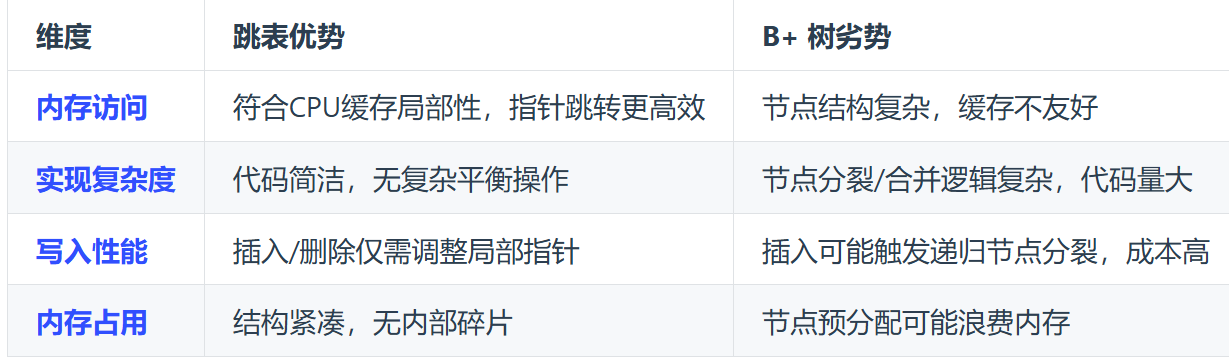 维度 跳表优势 B+ 树劣势
内存访问 符合CPU缓存局部性，指针跳转更高效 节点结构复杂，缓存不友好
实现复杂度 代码简洁，无复杂平衡操作 节点分裂/合并逻辑复杂，代码量大
写入性能 插入/删除仅需调整局部指针 插入可能触发递归节点分裂，成本高
内存占用 结构紧凑，无内部碎片 节点预分配可能浪费内存